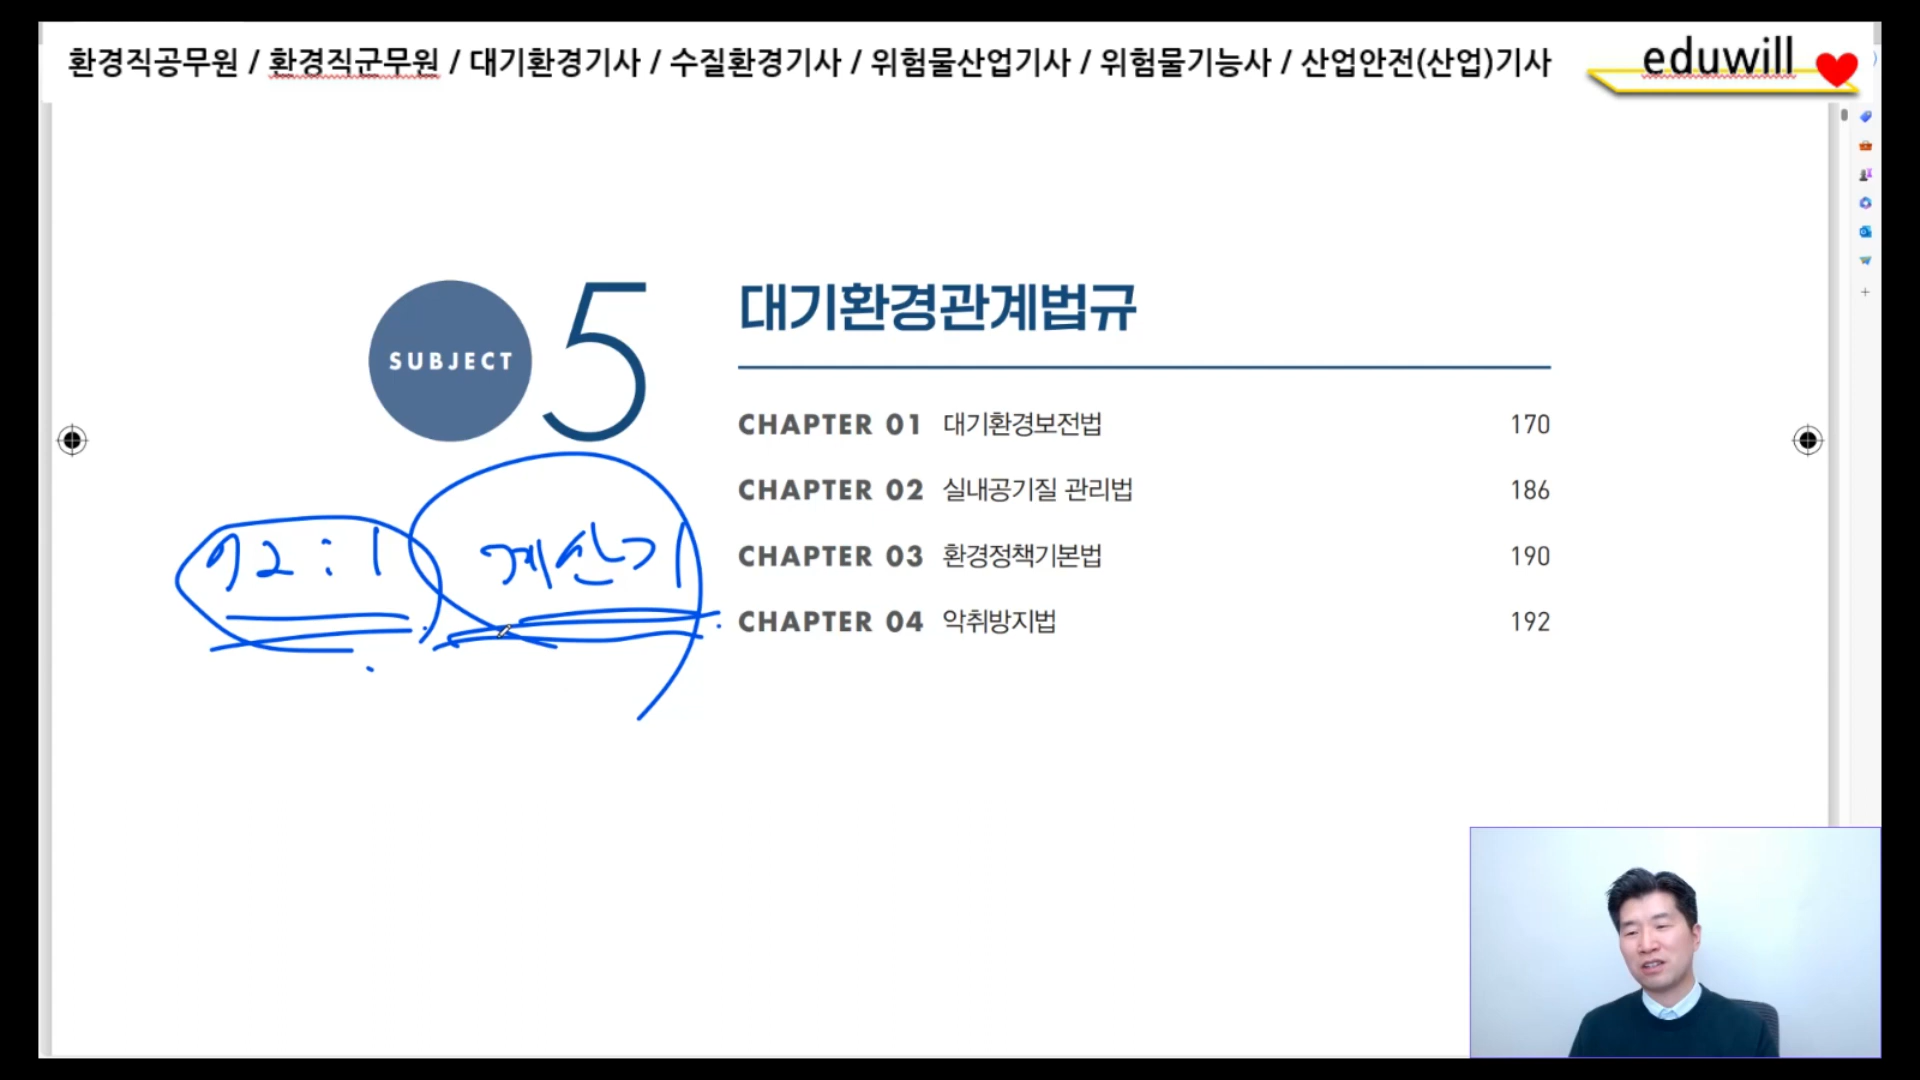 환경직공무원 / 환경직군무원 / 대기환경기사 / 수질환경기사 / 위험물산업기사 / 위험물기능사 / 산업안전(산업)기사
eduwill
SUBJECT 5
대기환경관계법규
CHAPTER 01 대기환경보전법 170
CHAPTER 02 실내공기질 관리법 186
CHAPTER 03 환경정책기본법 190
CHAPTER 04 악취방지법 192
계산기